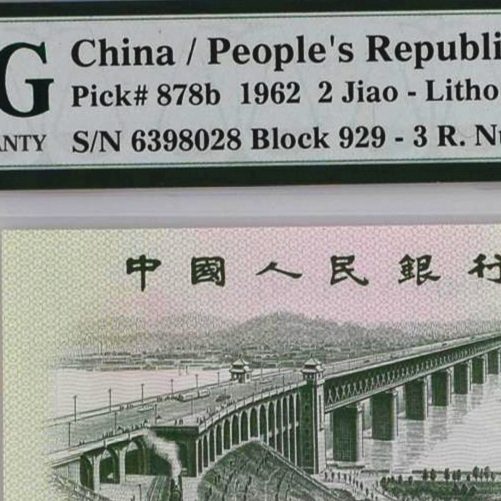 G China / People's Republi
Pick# 878b 1962 2 Jiao - Litho
NTY S/N 6398028 Block 929 - 3 R. Nu
中國人民銀行